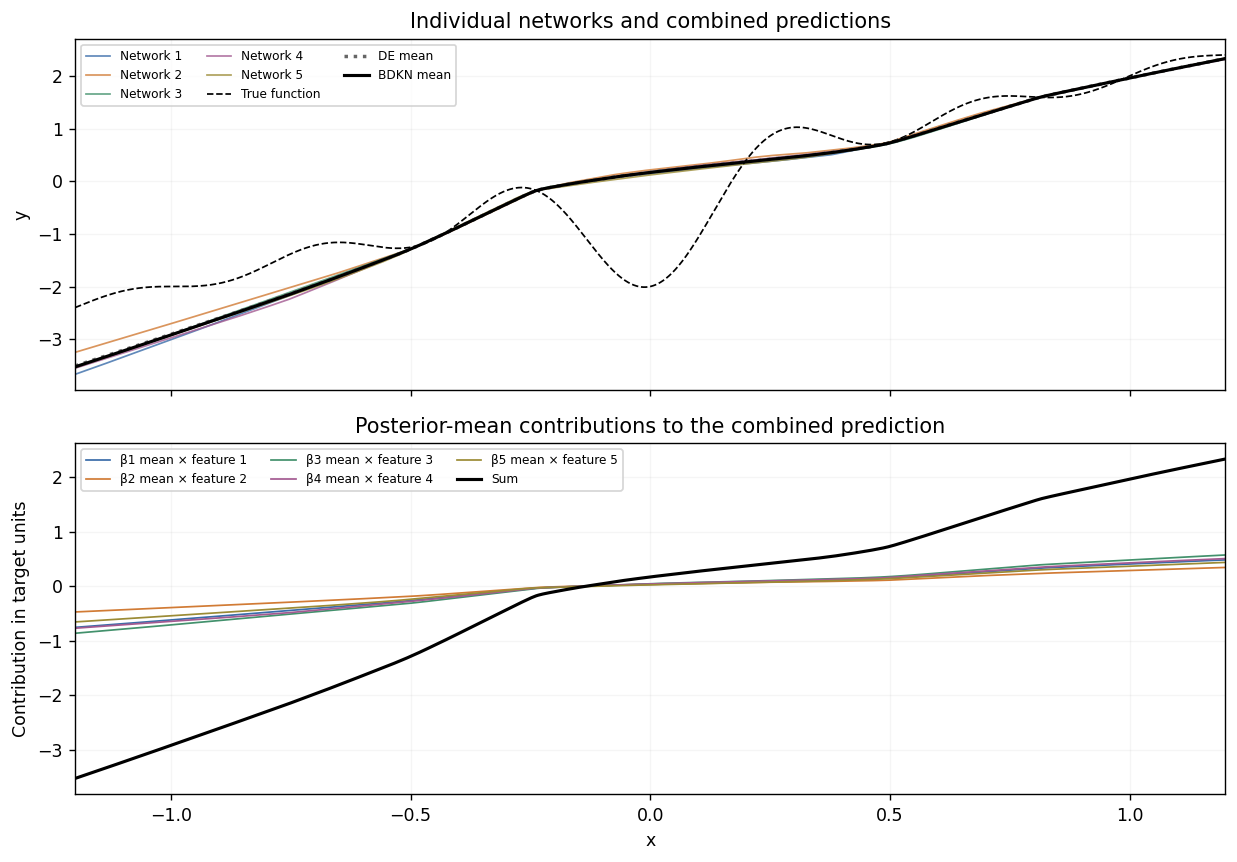 Individual networks and combined predictions
Network 1
Network 2
Network 3
Network 4
Network 5
True function
DE mean
BDKN mean
2
1
0
−1
−2
−3
y
Posterior-mean contributions to the combined prediction
β1 mean × feature 1
β2 mean × feature 2
β3 mean × feature 3
β4 mean × feature 4
β5 mean × feature 5
Sum
2
1
0
−1
−2
−3
Contribution in target units
−1.0
−0.5
0.0
0.5
1.0
x